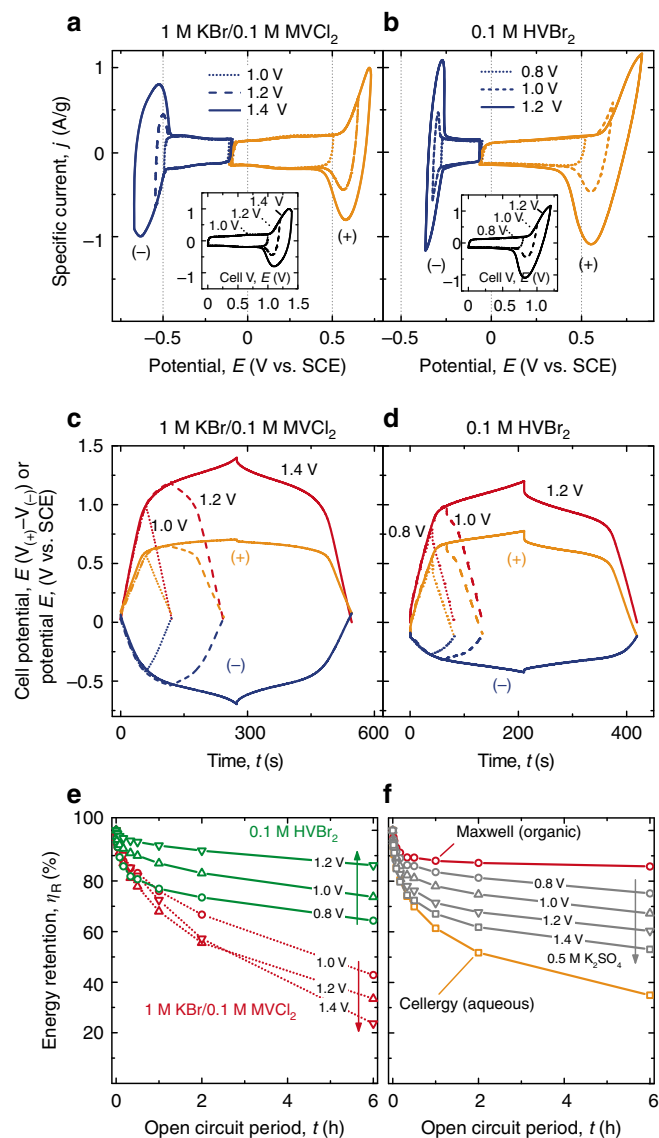 a
1 M KBr/0.1 MVCl₂
b
0.1 HVBr₂
1.0 V
1.2 V
1.4 V
0.8 V
1.0 V
1.2 V
Specific current, j (A/g)
1
0
−1
(−)
(+)
(−)
(+)
1
0
−1
1.4 V
1.2 V
1.0 V
Cell V, E (V)
0 0.5 1.0 1.5
1
0
−1
1.2 V
1.0 V
0.8 V
Cell V, E (V)
0 0.5 1.0
−0.5 0 0.5
−0.5 0 0.5
Potential, E (V vs. SCE)
Potential, E (V vs. SCE)
c
1 M KBr/0.1 M MVCl₂
d
0.1 M HVBr₂
Cell potential, E (V(+)−V(−)) or
potential E, (V vs. SCE)
1.5
1.0
0.5
0
−0.5
1.4 V
1.2 V
1.0 V
(+)
(−)
1.2 V
1.0 V
0.8 V
(+)
(−)
0 300 600
0 200 400
Time, t (s)
Time, t (s)
e
f
Energy retention, ηR (%)
100
80
60
40
20
0.1 M HVBr₂
1.2 V
1.0 V
0.8 V
1.0 V
1.2 V
1.4 V
1 M KBr/0.1 M MVCl₂
Maxwell (organic)
0.8 V
1.0 V
1.2 V
1.4 V
0.5 M K₂SO₄
Cellergy (aqueous)
0 2 4 6
0 2 4 6
Open circuit period, t (h)
Open circuit period, t (h)